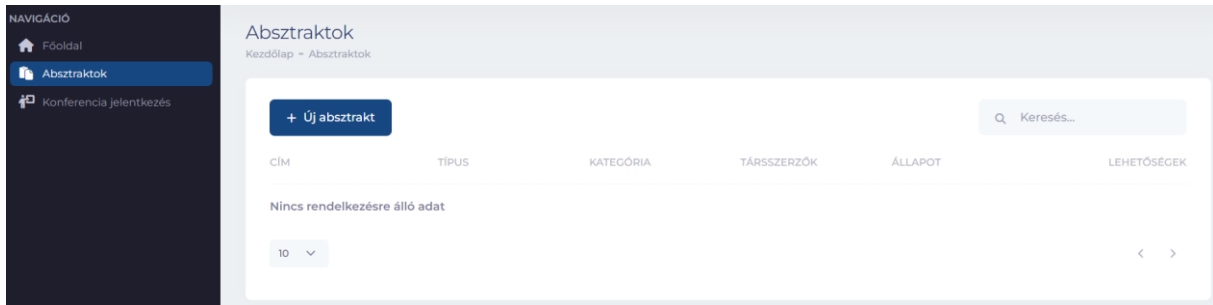 NAVIGÁCIÓ
Főoldal
Absztraktok
Konferencia jelentkezés
Absztraktok
Kezdőlap - Absztraktok
+ Új absztrakt
Keresés...
CÍM TÍPUS KATEGÓRIA TÁRSSZERZŐK ÁLLAPOT LEHETŐSÉGEK
Nincs rendelkezésre álló adat
10